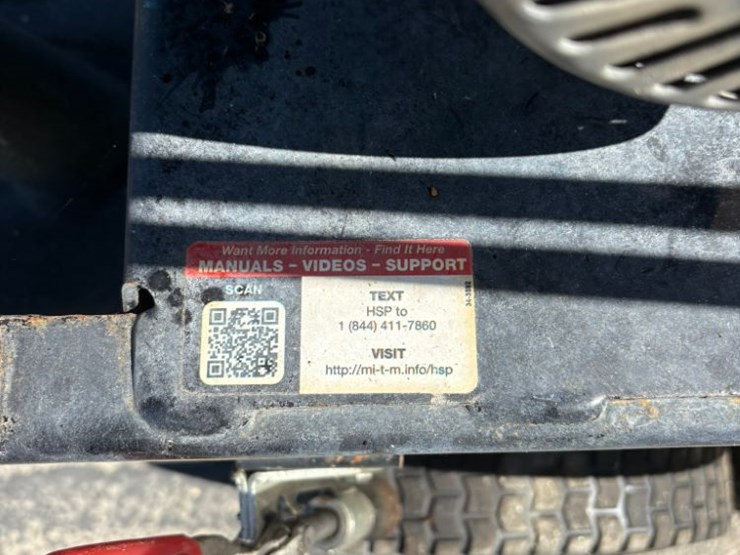 Want More Information - Find It Here
MANUALS - VIDEOS - SUPPORT
SCAN
TEXT
HSP to
1 (844) 411-7860
VISIT
http://mi-t-m.info/hsp